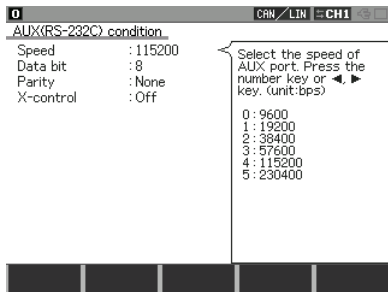 0 CAN/LIN CH1
AUX(RS-232C) condition
Speed :115200
Data bit :8
Parity :None
X-control :Off
Select the speed of
AUX port. Press the
number key or ◄, ►
key. (unit:bps)
0:9600
1:19200
2:38400
3:57600
4:115200
5:230400